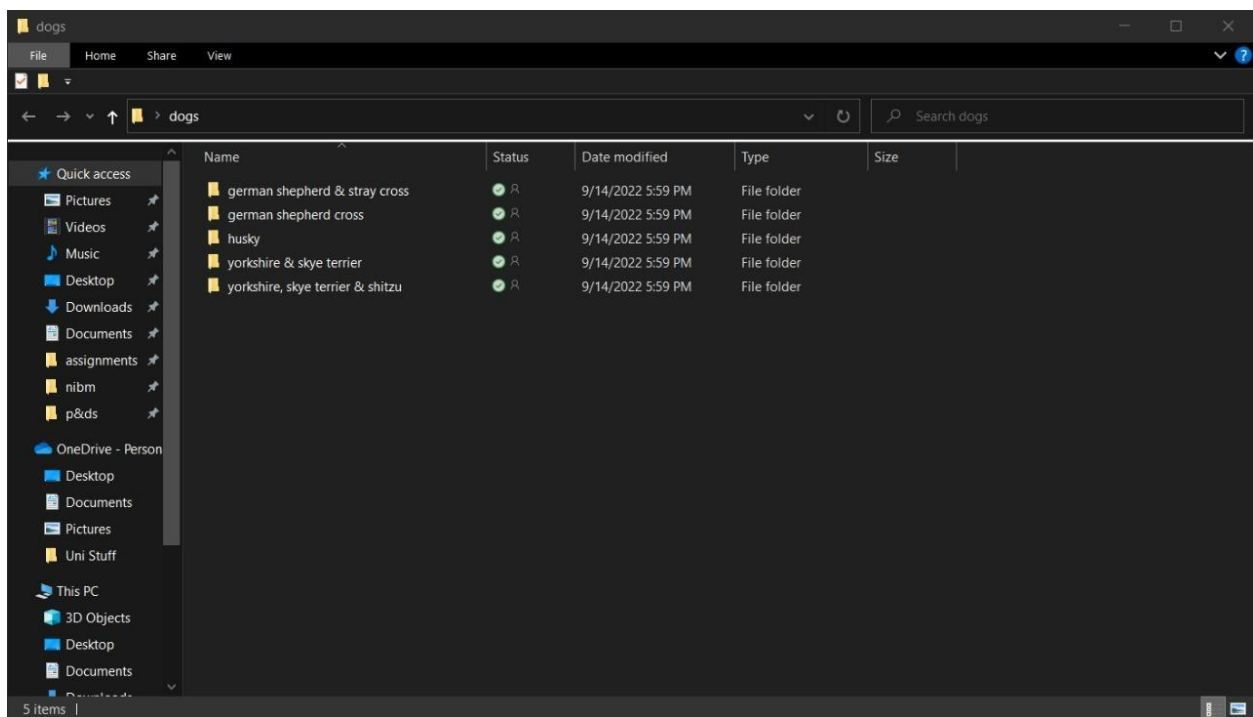 dogs
File Home Share View
dogs
Search dogs
Name Status Date modified Type Size
Quick access
Pictures
Videos
Music
Desktop
Downloads
Documents
assignments
nibm
p&ds
OneDrive - Person
Desktop
Documents
Pictures
Uni Stuff
This PC
3D Objects
Desktop
Documents
german shepherd & stray cross 9/14/2022 5:59 PM File folder
german shepherd cross 9/14/2022 5:59 PM File folder
husky 9/14/2022 5:59 PM File folder
yorkshire & skye terrier 9/14/2022 5:59 PM File folder
yorkshire, skye terrier & shitzu 9/14/2022 5:59 PM File folder
5 items